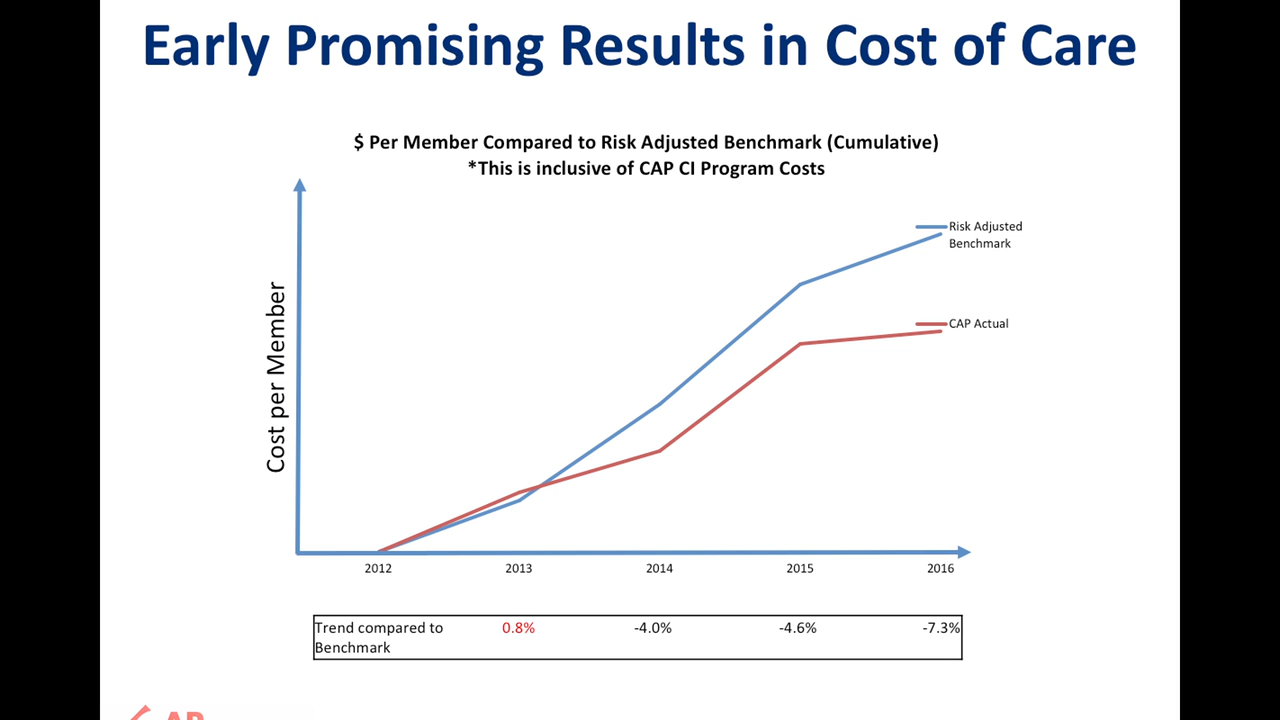 Early Promising Results in Cost of Care
$ Per Member Compared to Risk Adjusted Benchmark (Cumulative)
*This is inclusive of CAP CI Program Costs
Cost per Member
Risk Adjusted
Benchmark
CAP Actual
2012 2013 2014 2015 2016
Trend compared to 0.8% -4.0% -4.6% -7.3%
Benchmark